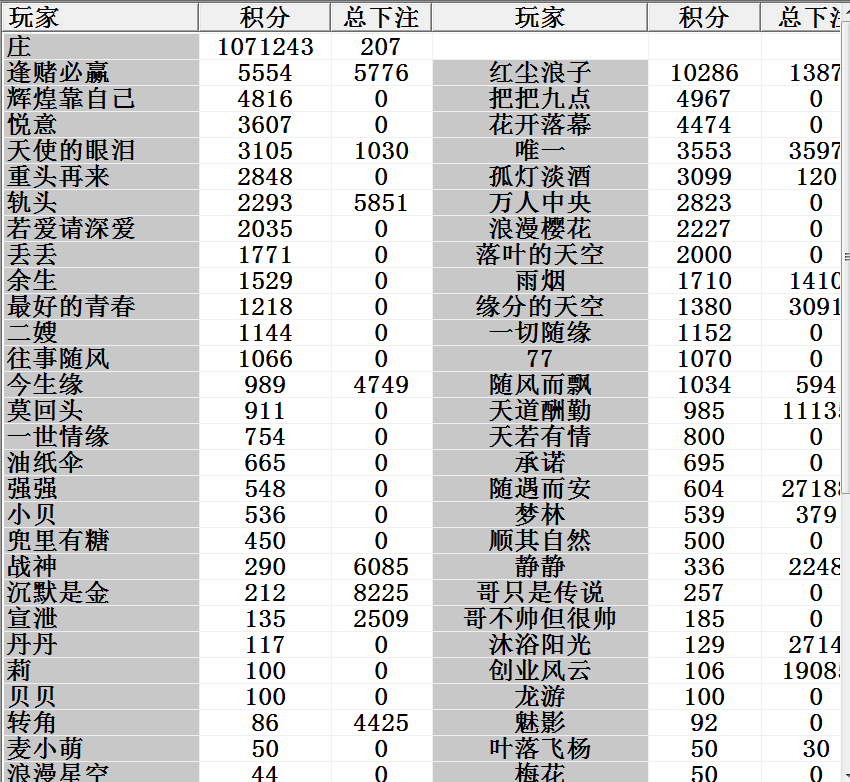 玩家 积分 总下注 玩家 积分 总下
庄 1071243 207
逢赌必赢 5554 5776 红尘浪子 10286 1387
辉煌靠自己 4816 0 把把九点 4967 0
悦意 3607 0 花开落幕 4474 0
天使的眼泪 3105 1030 唯一 3553 3597
重头再来 2848 0 孤灯淡酒 3099 120
轨头 2293 5851 万人中央 2823 0
若爱请深爱 2035 0 浪漫樱花 2227 0
丢丢 1771 0 落叶的天空 2000 0
余生 1529 0 雨烟 1710 1410
最好的青春 1218 0 缘分的天空 1380 3091
二嫂 1144 0 一切随缘 1152 0
往事随风 1066 0 77 1070 0
今生缘 989 4749 随风而飘 1034 594
莫回头 911 0 天道酬勤 985 1113
一世情缘 754 0 天若有情 800 0
油纸伞 665 0 承诺 695 0
强强 548 0 随遇而安 604 2718
小贝 536 0 梦林 539 379
兜里有糖 450 0 顺其自然 500 0
战神 290 6085 静静 336 2248
沉默是金 212 8225 哥只是传说 257 0
宣泄 135 2509 哥不帅但很帅 185 0
丹丹 117 0 沐浴阳光 129 2714
莉 100 0 创业风云 106 1908
贝贝 100 0 龙游 100 0
转角 86 4425 魅影 92 0
麦小萌 50 0 叶落飞杨 50 30
浪漫星空 44 0 梅花 50 0